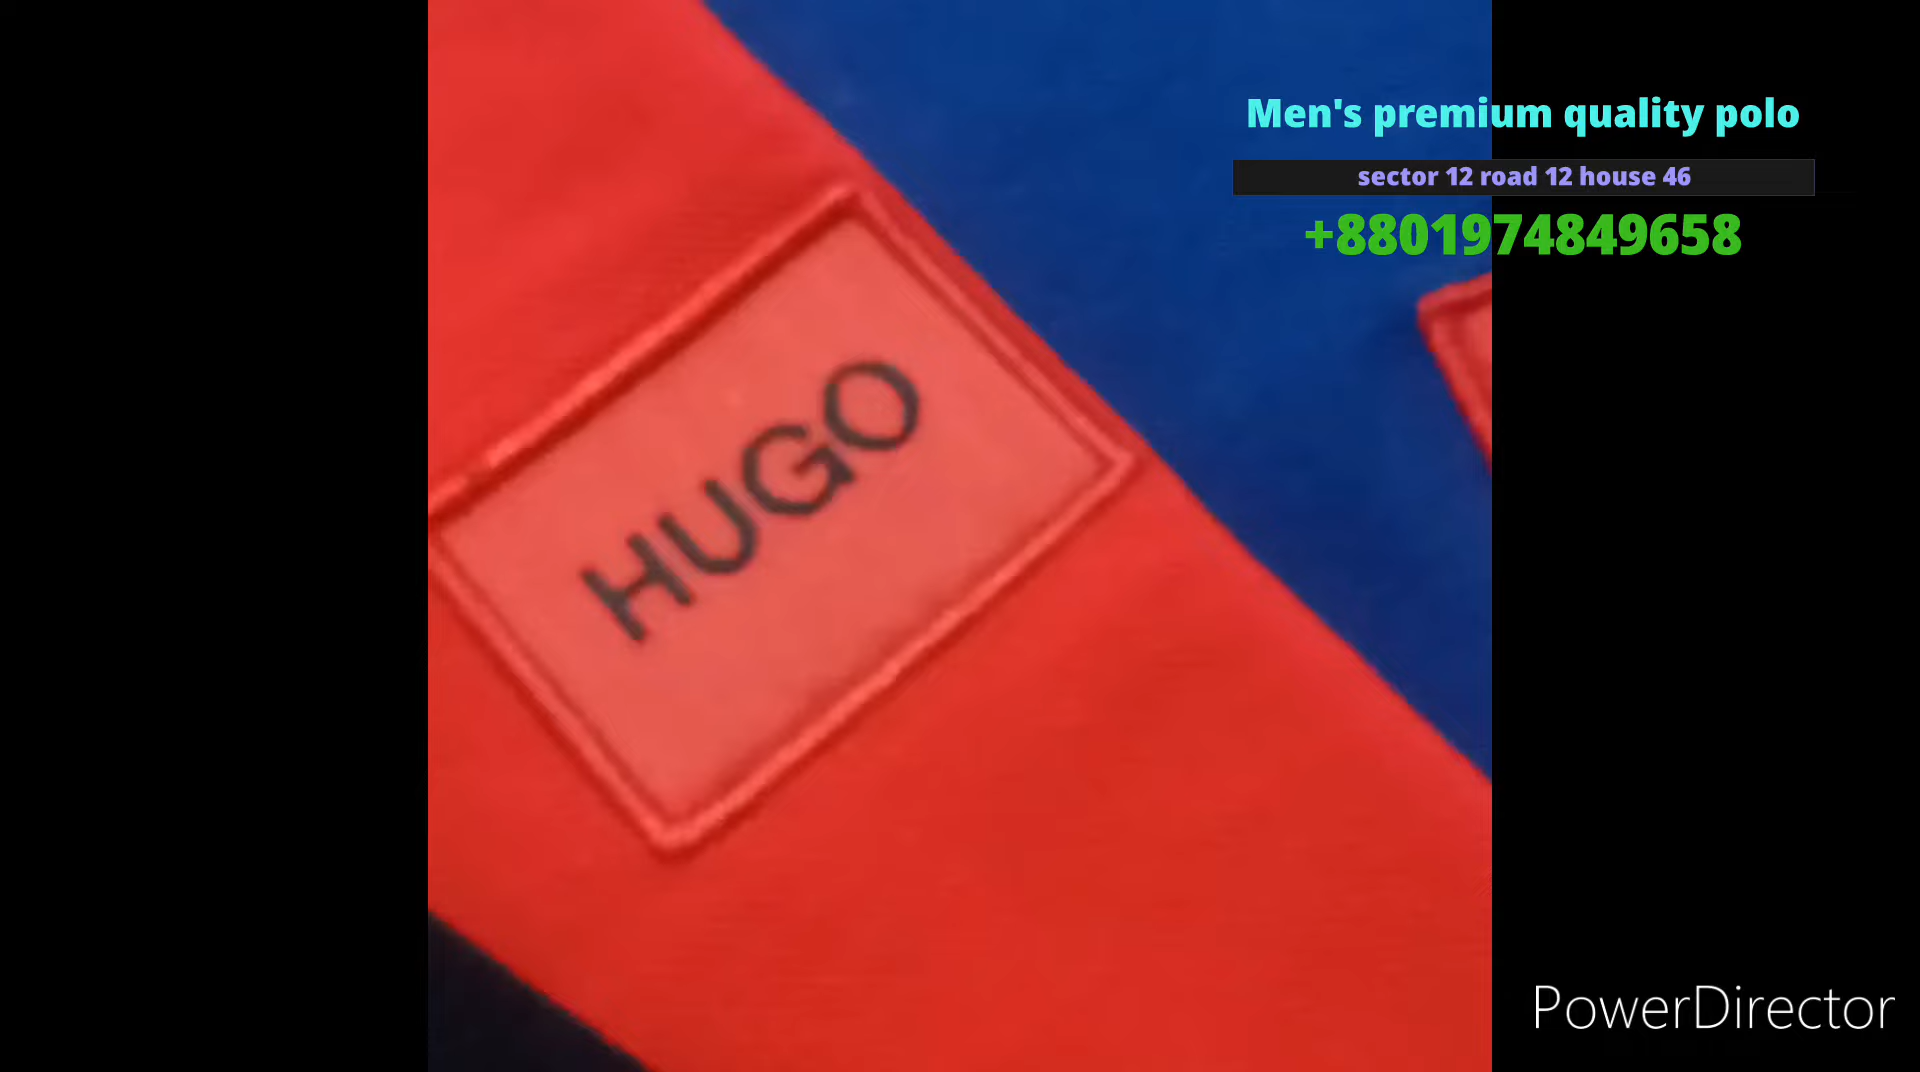 Men's premium quality polo
sector 12 road 12 house 46
+8801974849658
HUGO
PowerDirector